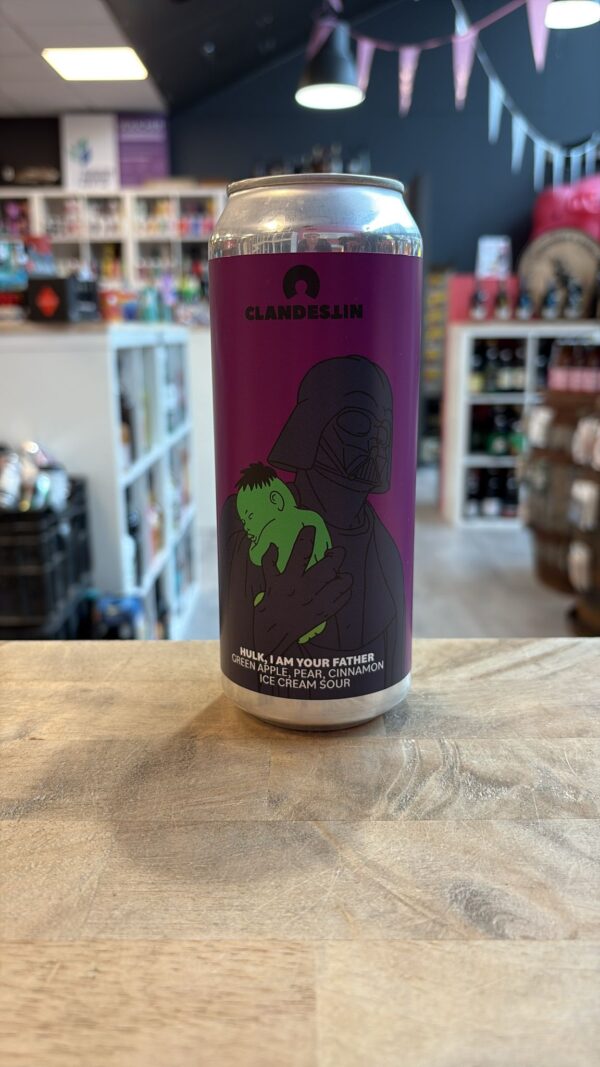 CLANDESTIN
HULK, I AM YOUR FATHER
GREEN APPLE, PEAR, CINNAMON
ICE CREAM SOUR